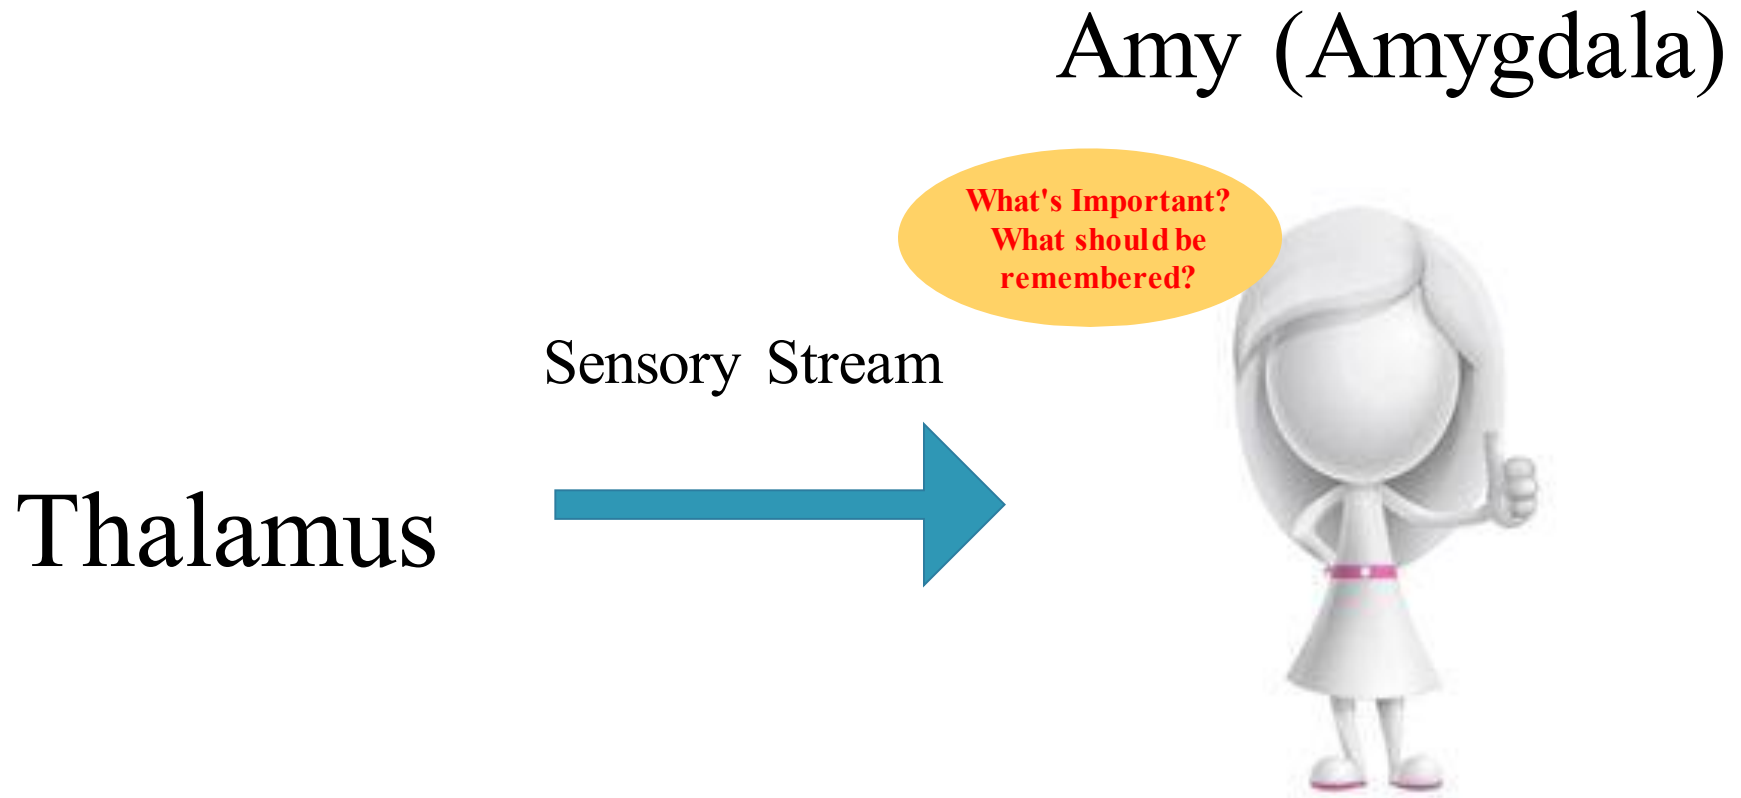 Amy (Amygdala)
What's Important?
What should be
remembered?
Sensory Stream
Thalamus